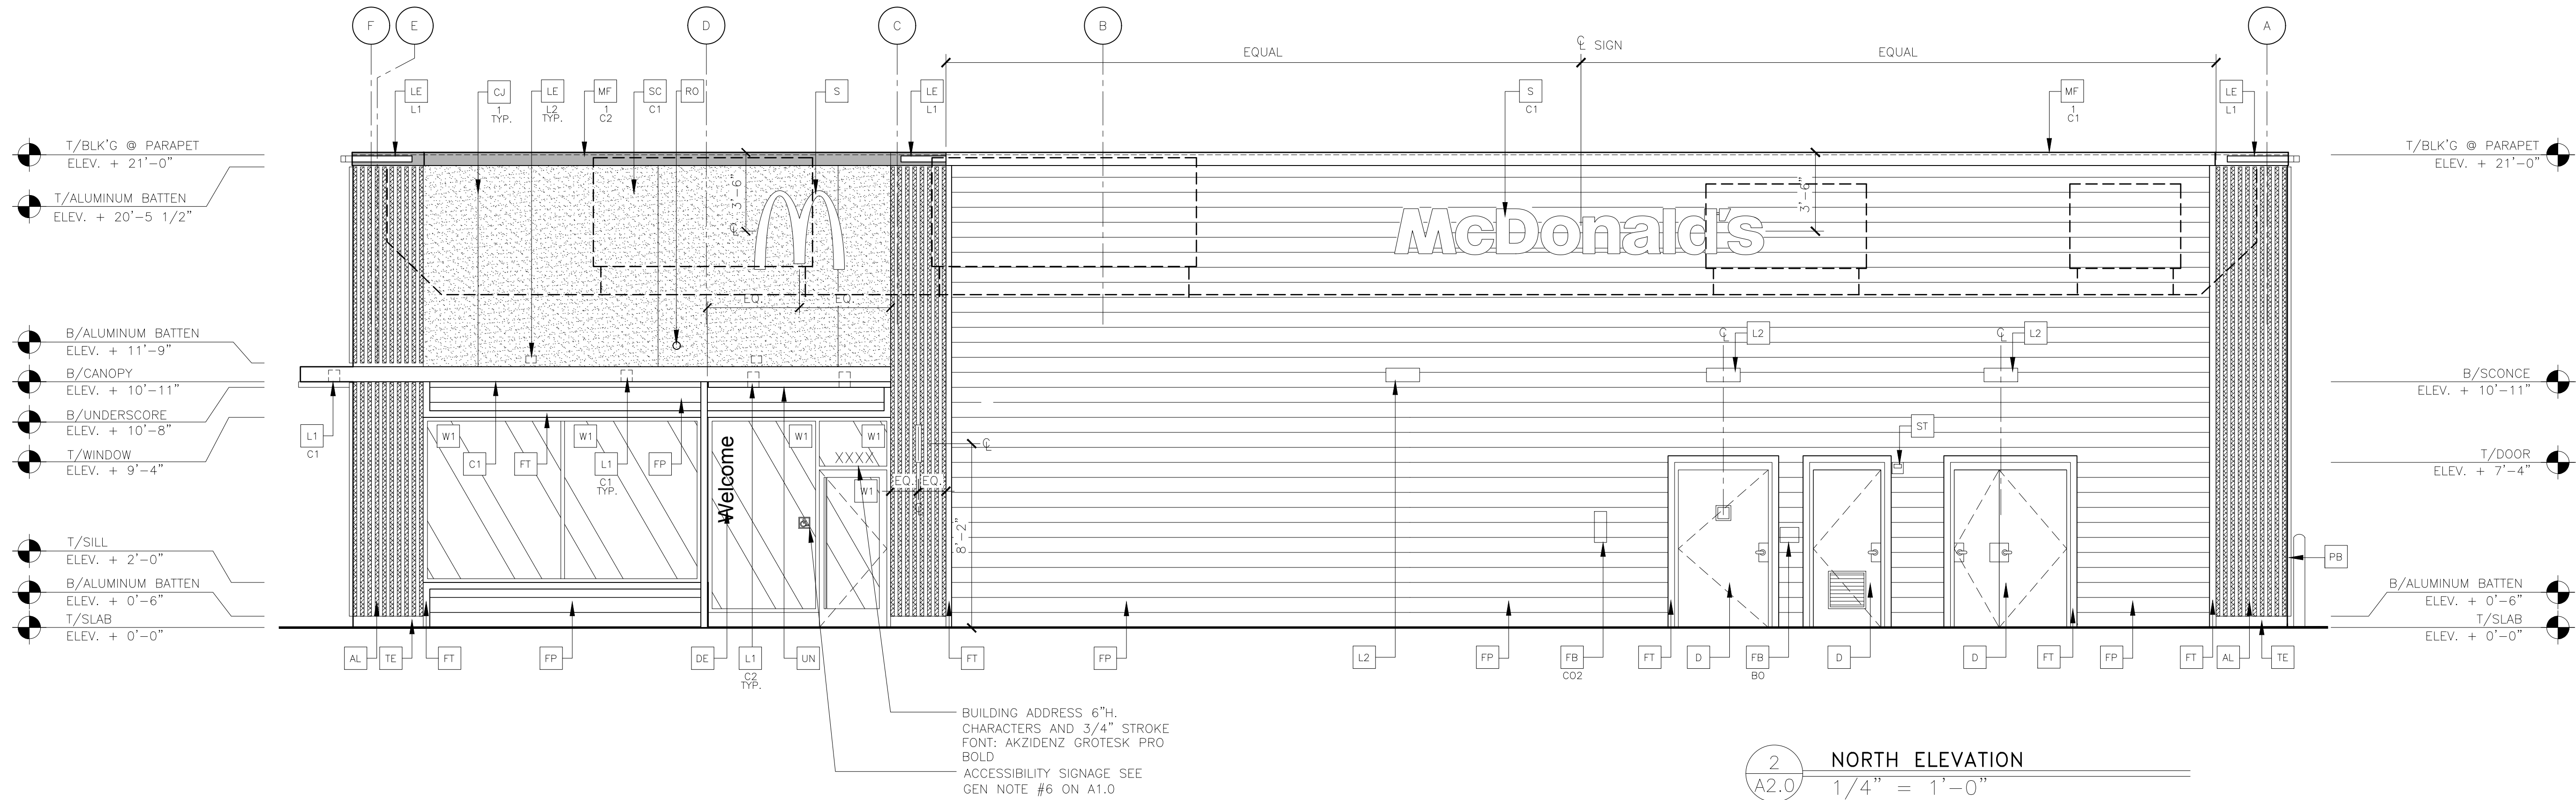 F
E
D
C
B
A
EQUAL
℄ SIGN
EQUAL
LE
L1
CJ
1
TYP.
LE
L2
TYP.
MF
1
C2
SC
C1
RO
S
LE
L1
S
C1
MF
1
C1
LE
L1
T/BLK'G @ PARAPET
ELEV. + 21'-0"
T/ALUMINUM BATTEN
ELEV. + 20'-5 1/2"
B/ALUMINUM BATTEN
ELEV. + 11'-9"
B/CANOPY
ELEV. + 10'-11"
B/UNDERSCORE
ELEV. + 10'-8"
T/WINDOW
ELEV. + 9'-4"
T/SILL
ELEV. + 2'-0"
B/ALUMINUM BATTEN
ELEV. + 0'-6"
T/SLAB
ELEV. + 0'-0"
3'-6"
℄
McDonald's
3'-6"
EQ.
EQ.
℄
L2
℄
L2
L1
C1
W1
W1
W1
W1
C1
FT
L1
C1
TYP.
FP
Welcome
XXXX
W1
EQ.
EQ.
℄
℄
8'-2"
ST
PB
T/BLK'G @ PARAPET
ELEV. + 21'-0"
B/SCONCE
ELEV. + 10'-11"
T/DOOR
ELEV. + 7'-4"
B/ALUMINUM BATTEN
ELEV. + 0'-6"
T/SLAB
ELEV. + 0'-0"
AL
TE
FT
FP
DE
L1
C2
TYP.
UN
FT
FP
L2
FP
FB
CO2
FT
D
FB
BO
D
D
FT
FP
FT
AL
TE
BUILDING ADDRESS 6"H.
CHARACTERS AND 3/4" STROKE
FONT: AKZIDENZ GROTESK PRO
BOLD
ACCESSIBILITY SIGNAGE SEE
GEN NOTE #6 ON A1.0
2
A2.0
NORTH ELEVATION
1/4" = 1'-0"